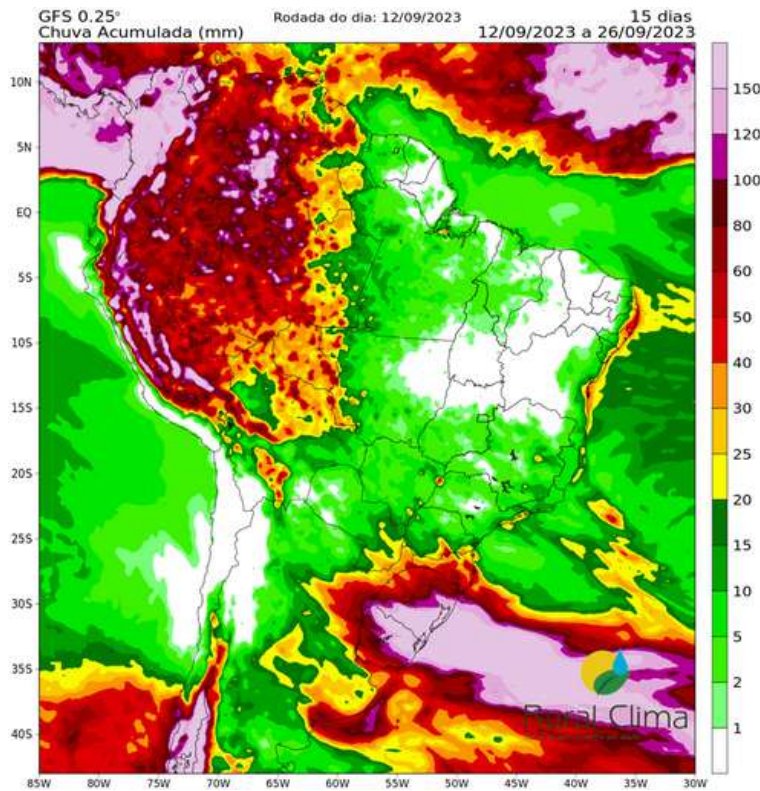 GFS 0.25° Rodada do dia: 12/09/2023 15 dias
Chuva Acumulada (mm) 12/09/2023 a 26/09/2023
10N
5N
EQ
5S
10S
15S
20S
25S
30S
35S
40S
85W 80W 75W 70W 65W 60W 55W 50W 45W 40W 35W 30W
150
120
100
80
60
50
40
30
25
20
15
10
5
2
1
Rural Clima